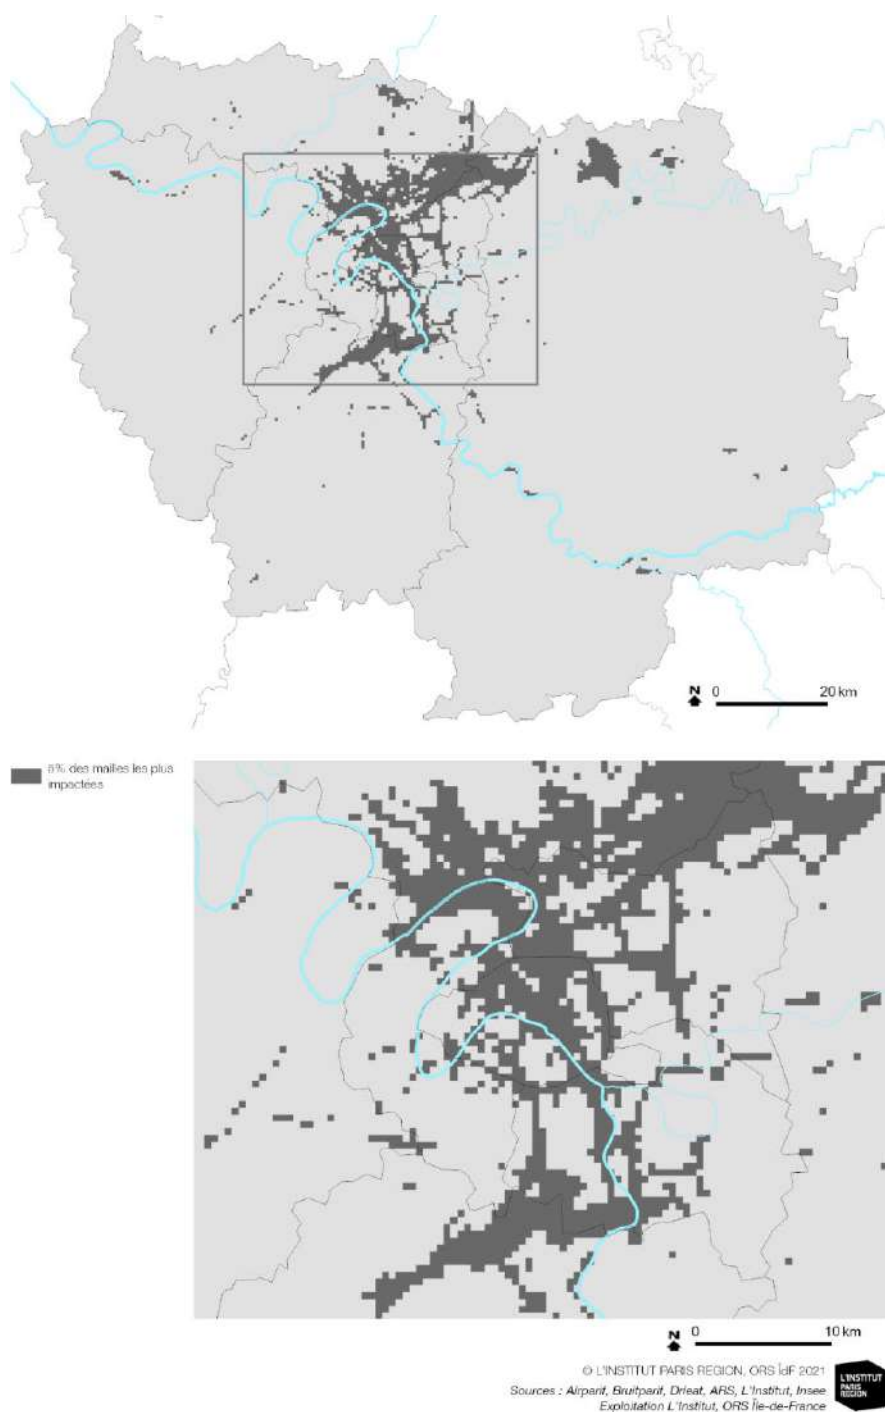 N 0 20 km
5% des mailles les plus
impactées
N 0 10 km
© L'INSTITUT PARIS REGION, ORS ÎdF 2021
Sources : Airparif, Bruitparif, Drieat, ARS, L'Institut, Insee
Exploitation L'Institut, ORS Île-de-France
L'INSTITUT
PARIS
REGION